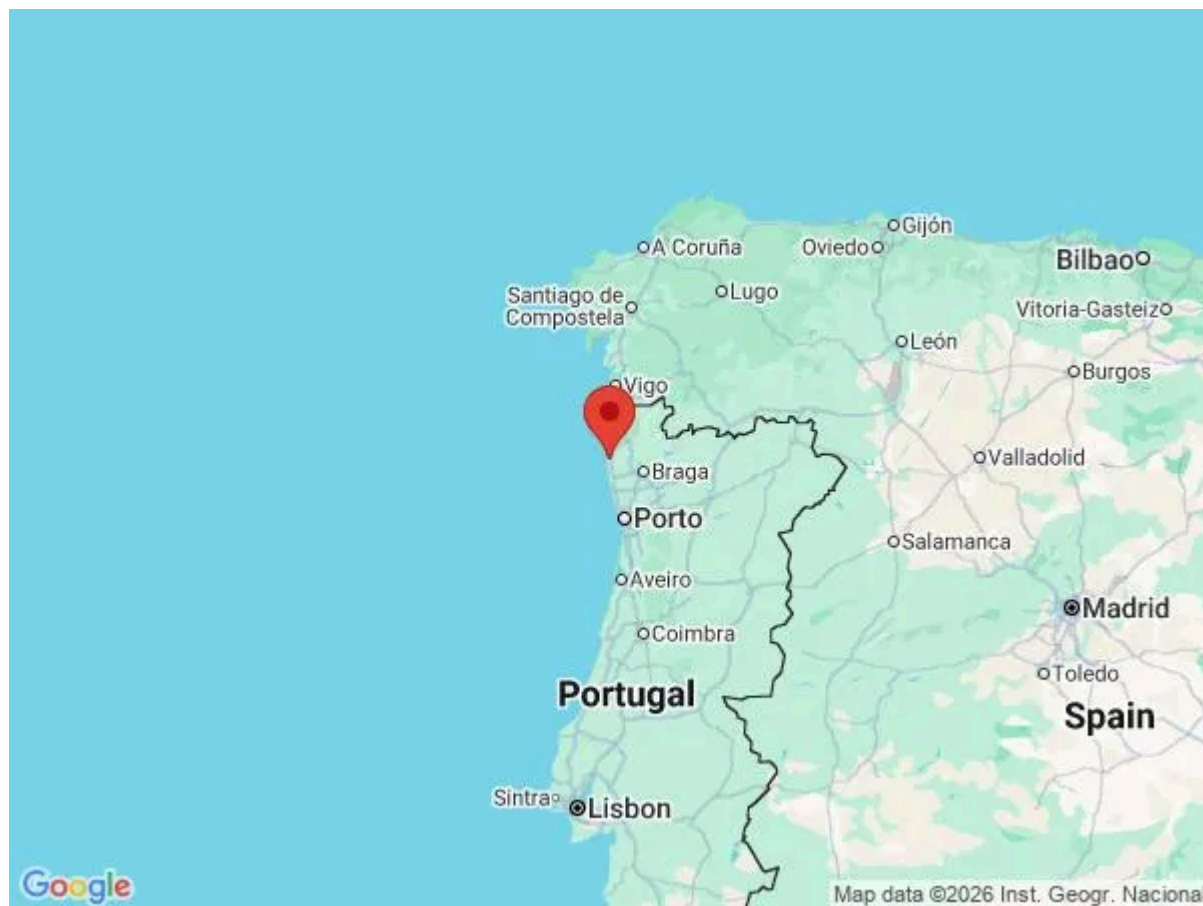 Gijón
A Coruña
Oviedo
Bilbao
Lugo
Santiago de
Compostela
Vitoria-Gasteiz
León
Burgos
Vigo
Valladolid
Braga
Porto
Salamanca
Aveiro
Madrid
Coimbra
Toledo
Portugal
Spain
Sintra
Lisbon
Google
Map data ©2026 Inst. Geogr. Nacional